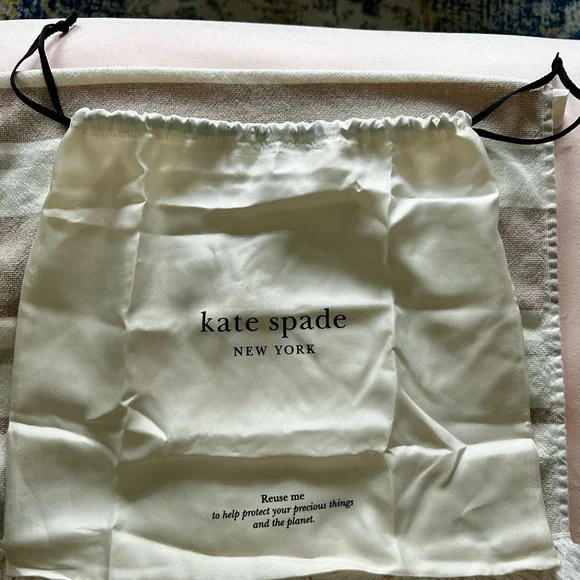 kate spade
NEW YORK
Reuse me
to help protect your precious things
and the planet.